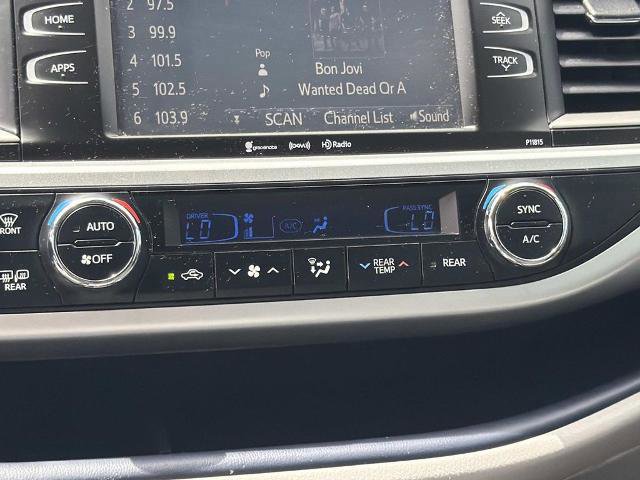 2 97.5
HOME
SEEK
3 99.9
Pop
APPS
4 101.5
Bon Jovi
TRACK
5 102.5
Wanted Dead Or A
6 103.9
SCAN
Channel List
Sound
gracenote
HD Radio
P11815
FRONT
AUTO
OFF
DRIVER
LO
A/C
PASS SYNC
LO
SYNC
A/C
REAR
REAR
TEMP
REAR